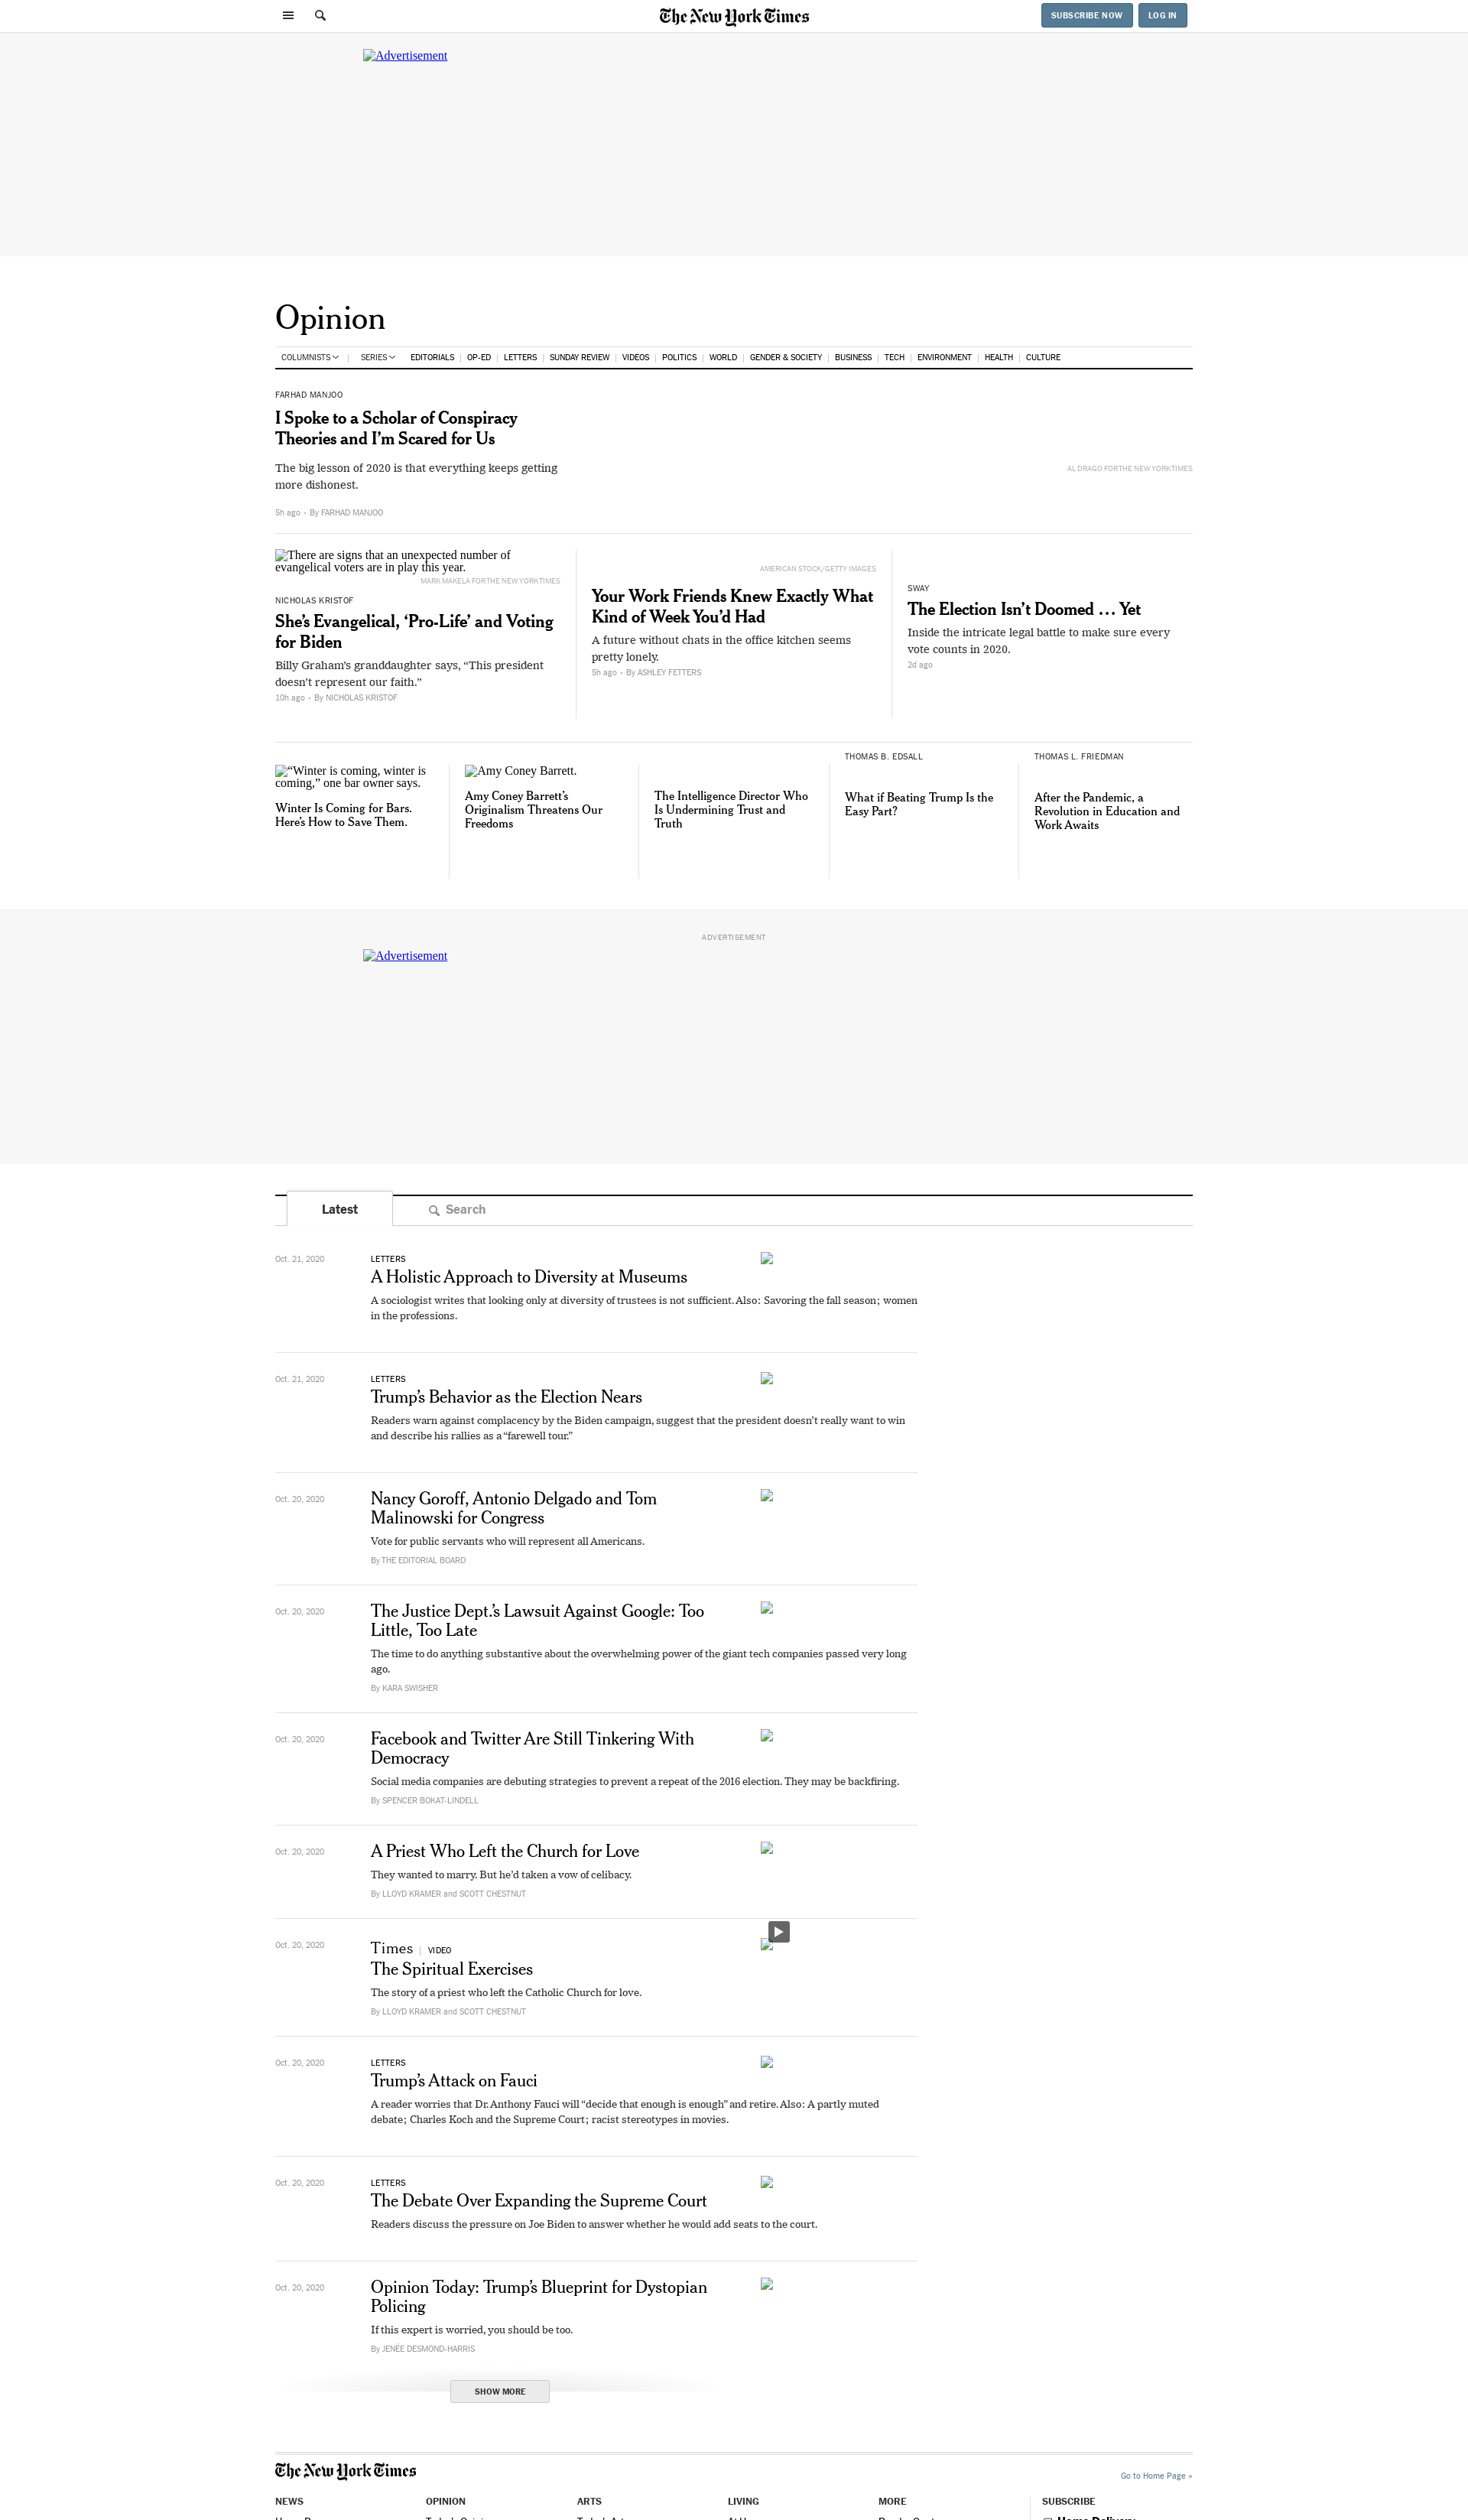 The New York Times
SUBSCRIBE NOW
LOG IN
Advertisement
Opinion
COLUMNISTS
SERIES
EDITORIALS
OP-ED
LETTERS
SUNDAY REVIEW
VIDEOS
POLITICS
WORLD
GENDER & SOCIETY
BUSINESS
TECH
ENVIRONMENT
HEALTH
CULTURE
FARHAD MANJOO
I Spoke to a Scholar of Conspiracy
Theories and I’m Scared for Us
The big lesson of 2020 is that everything keeps getting
more dishonest.
5h ago • By FARHAD MANJOO
AL DRAGO FOR THE NEW YORK TIMES
There are signs that an unexpected number of
evangelical voters are in play this year.
MARK MAKELA FOR THE NEW YORK TIMES
NICHOLAS KRISTOF
She’s Evangelical, ‘Pro-Life’ and Voting
for Biden
Billy Graham’s granddaughter says, “This president
doesn’t represent our faith.”
10h ago • By NICHOLAS KRISTOF
AMERICAN STOCK/GETTY IMAGES
Your Work Friends Knew Exactly What
Kind of Week You’d Had
A future without chats in the office kitchen seems
pretty lonely.
5h ago • By ASHLEY FETTERS
SWAY
The Election Isn’t Doomed … Yet
Inside the intricate legal battle to make sure every
vote counts in 2020.
2d ago
“Winter is coming, winter is
coming,” one bar owner says.
Winter Is Coming for Bars.
Here’s How to Save Them.
Amy Coney Barrett.
Amy Coney Barrett’s
Originalism Threatens Our
Freedoms
The Intelligence Director Who
Is Undermining Trust and
Truth
THOMAS B. EDSALL
What if Beating Trump Is the
Easy Part?
THOMAS L. FRIEDMAN
After the Pandemic, a
Revolution in Education and
Work Awaits
ADVERTISEMENT
Advertisement
Latest
Search
Oct. 21, 2020
LETTERS
A Holistic Approach to Diversity at Museums
A sociologist writes that looking only at diversity of trustees is not sufficient. Also: Savoring the fall season; women
in the professions.
Oct. 21, 2020
LETTERS
Trump’s Behavior as the Election Nears
Readers warn against complacency by the Biden campaign, suggest that the president doesn’t really want to win
and describe his rallies as a “farewell tour.”
Oct. 20, 2020
Nancy Goroff, Antonio Delgado and Tom
Malinowski for Congress
Vote for public servants who will represent all Americans.
By THE EDITORIAL BOARD
Oct. 20, 2020
The Justice Dept.’s Lawsuit Against Google: Too
Little, Too Late
The time to do anything substantive about the overwhelming power of the giant tech companies passed very long
ago.
By KARA SWISHER
Oct. 20, 2020
Facebook and Twitter Are Still Tinkering With
Democracy
Social media companies are debuting strategies to prevent a repeat of the 2016 election. They may be backfiring.
By SPENCER BOKAT-LINDELL
Oct. 20, 2020
A Priest Who Left the Church for Love
They wanted to marry. But he’d taken a vow of celibacy.
By LLOYD KRAMER and SCOTT CHESTNUT
Oct. 20, 2020
Times | VIDEO
The Spiritual Exercises
The story of a priest who left the Catholic Church for love.
By LLOYD KRAMER and SCOTT CHESTNUT
Oct. 20, 2020
LETTERS
Trump’s Attack on Fauci
A reader worries that Dr. Anthony Fauci will “decide that enough is enough” and retire. Also: A partly muted
debate; Charles Koch and the Supreme Court; racist stereotypes in movies.
Oct. 20, 2020
LETTERS
The Debate Over Expanding the Supreme Court
Readers discuss the pressure on Joe Biden to answer whether he would add seats to the court.
Oct. 20, 2020
Opinion Today: Trump’s Blueprint for Dystopian
Policing
If this expert is worried, you should be too.
By JENÉE DESMOND-HARRIS
SHOW MORE
The New York Times
Go to Home Page »
NEWS
OPINION
ARTS
LIVING
MORE
SUBSCRIBE